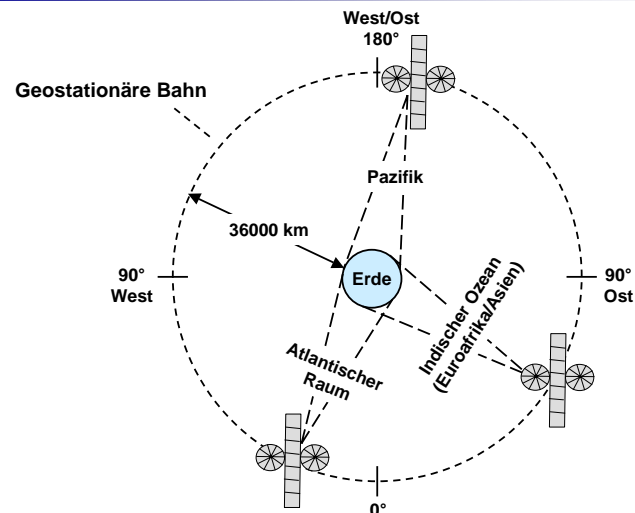 West/Ost
180°
Geostationäre Bahn
Pazifik
36000 km
90°
West
Erde
90°
Ost
Indischer Ozean
(Euroafrika/Asien)
Atlantischer
Raum
0°